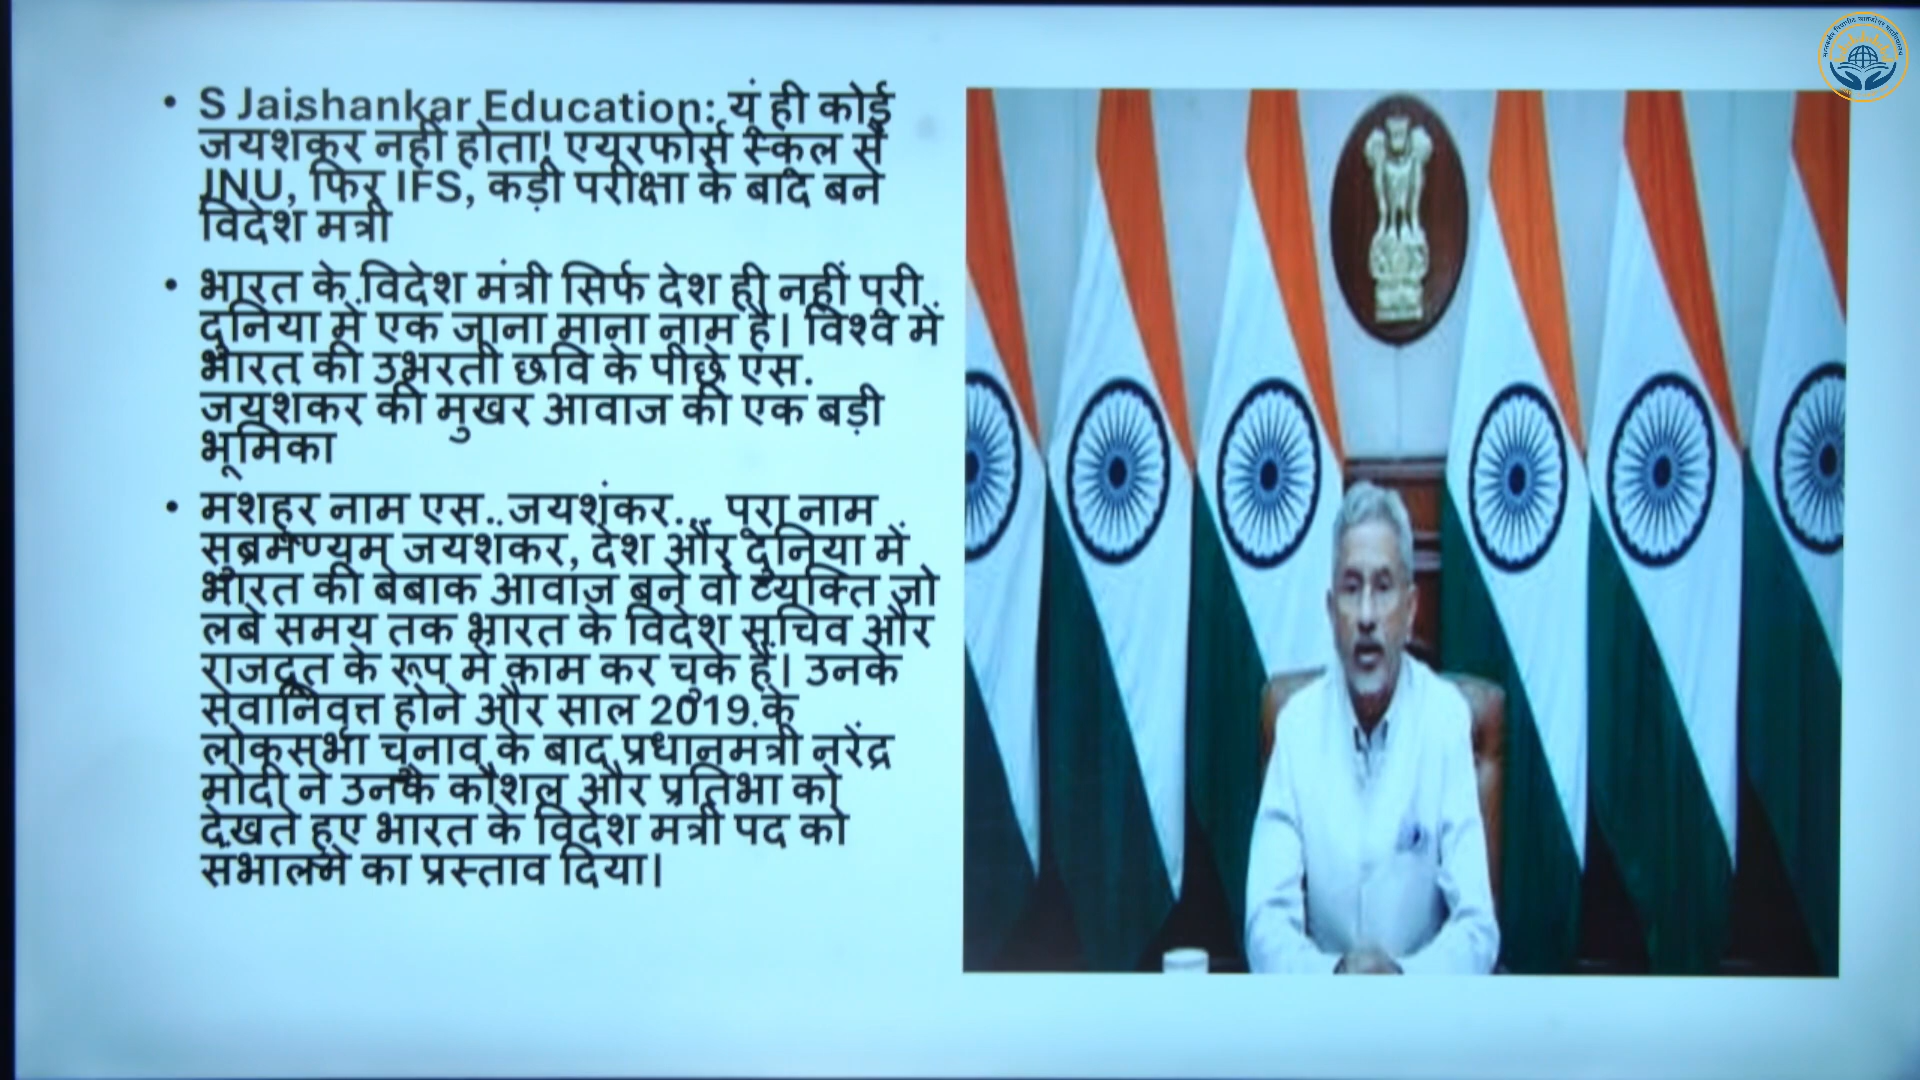 • S Jaishankar Education: यूं ही कोई
जयशंकर नहीं होता! एयरफोर्स स्कूल से
JNU, फिर IFS, कड़ी परीक्षा के बाद बने
विदेश मंत्री
• भारत के विदेश मंत्री सिर्फ देश ही नहीं पूरी
दुनिया में एक जाना माना नाम है। विश्व में
भारत की उभरती छवि के पीछे एस.
जयशंकर की मुखर आवाज की एक बड़ी
भूमिका
• मशहूर नाम एस. जयशंकर... पूरा नाम
सुब्रमण्यम जयशंकर, देश और दुनिया में
भारत की बेबाक आवाज बने वो व्यक्ति जो
लंबे समय तक भारत के विदेश सचिव और
राजदूत के रूप में काम कर चुके हैं। उनके
सेवानिवृत्त होने और साल 2019 के
लोकसभा चुनाव के बाद प्रधानमंत्री नरेंद्र
मोदी ने उनके कौशल और प्रतिभा को
देखते हुए भारत के विदेश मंत्री पद को
संभालने का प्रस्ताव दिया।